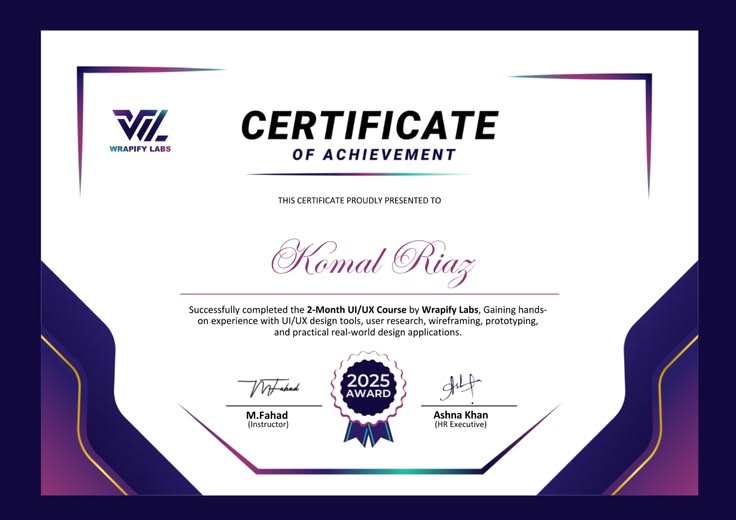 WRAPIFY LABS
CERTIFICATE
OF ACHIEVEMENT
THIS CERTIFICATE PROUDLY PRESENTED TO
Komal Riaz
Successfully completed the 2-Month UI/UX Course by Wrapify Labs, Gaining hands-
on experience with UI/UX design tools, user research, wireframing, prototyping,
and practical real-world design applications.
M.Fahad
2025
AWARD
M.Fahad
(Instructor)
Ashna Khan
(HR Executive)